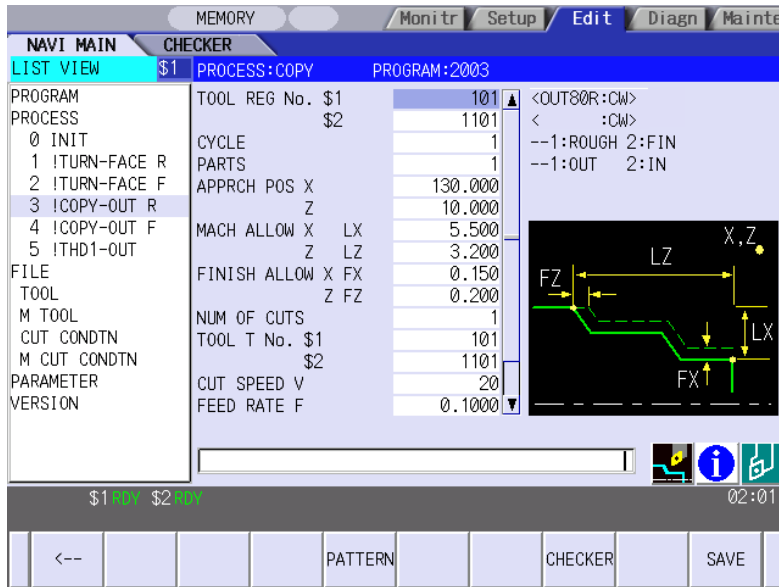 MEMORY
Monitr Setup Edit Diagn Mainte
NAVI MAIN CHECKER
LIST VIEW $1 PROCESS:COPY PROGRAM:2003
PROGRAM
PROCESS
0 INIT
1 !TURN-FACE R
2 !TURN-FACE F
3 !COPY-OUT R
4 !COPY-OUT F
5 !THD1-OUT
FILE
TOOL
M TOOL
CUT CONDTN
M CUT CONDTN
PARAMETER
VERSION
TOOL REG No. $1 101
$2 1101
CYCLE 1
PARTS 1
APPRCH POS X 130.000
Z 10.000
MACH ALLOW X LX 5.500
Z LZ 3.200
FINISH ALLOW X FX 0.150
Z FZ 0.200
NUM OF CUTS 1
TOOL T No. $1 101
$2 1101
CUT SPEED V 20
FEED RATE F 0.1000
<OUT80R:CW>
< :CW>
--1:ROUGH 2:FIN
--1:OUT 2:IN
X,Z
LZ
FZ
LX
FX
$1 RDY $2 RDY 02:01
<-- PATTERN CHECKER SAVE